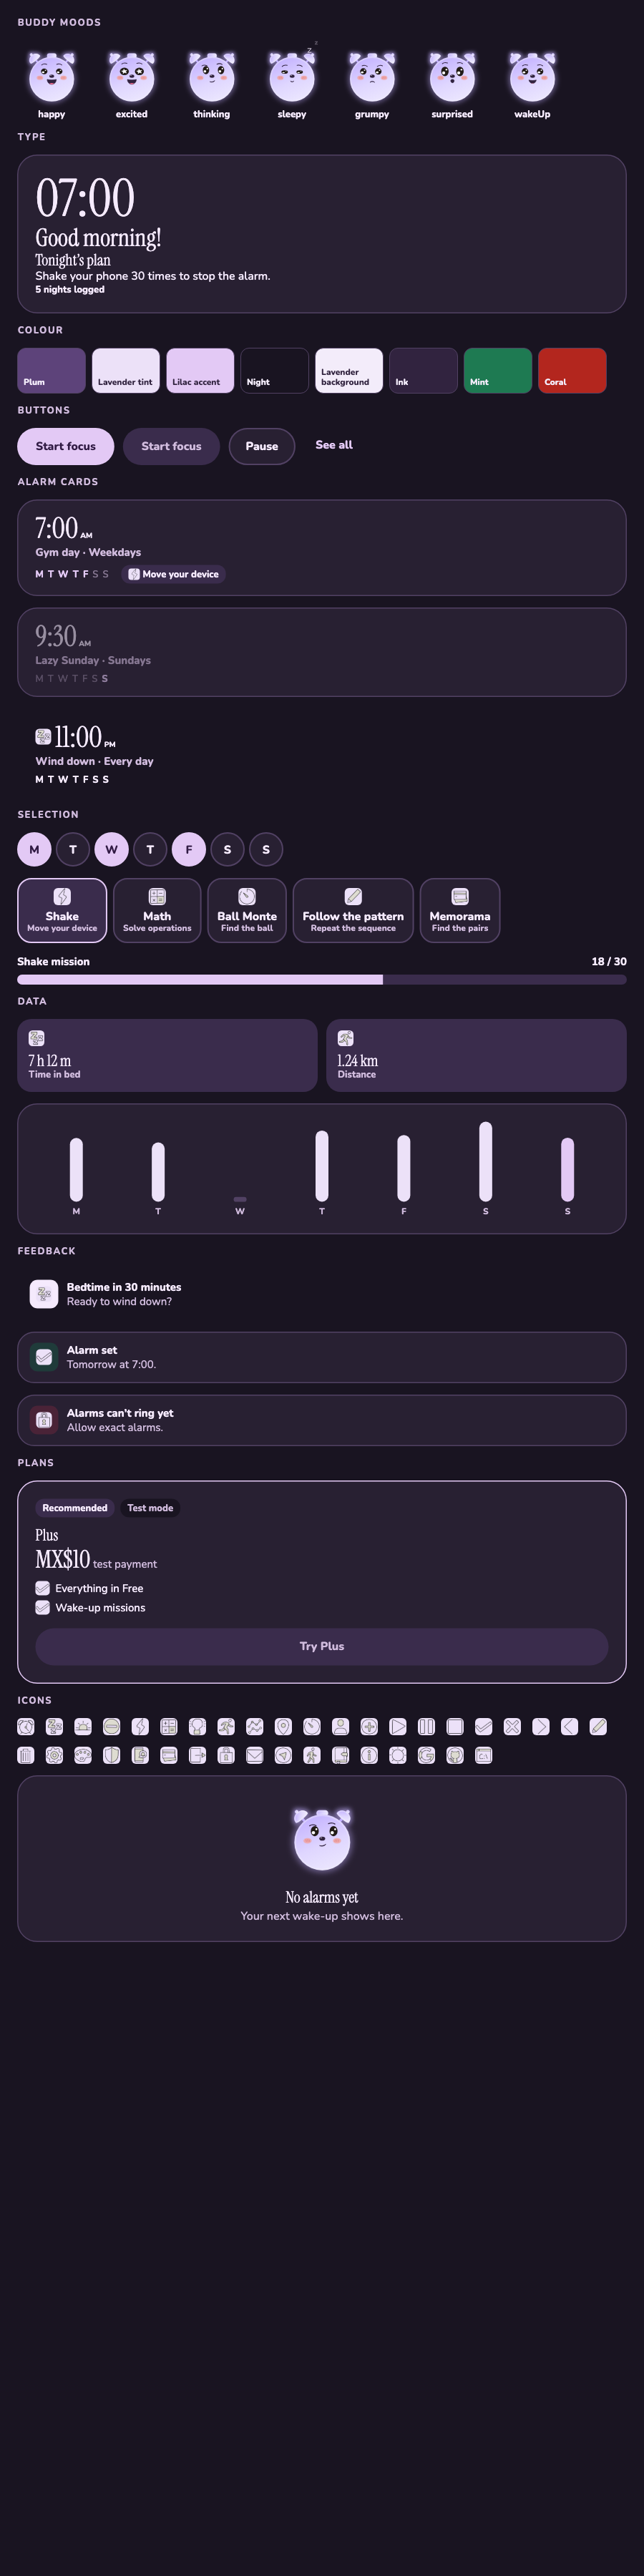 BUDDY MOODS
z
z
happy
excited
thinking
sleepy
grumpy
surprised
wakeUp
TYPE
07:00
Good morning!
Tonight's plan
Shake your phone 30 times to stop the alarm.
5 nights logged
COLOUR
Plum
Lavender tint
Lilac accent
Night
Lavender background
Ink
Mint
Coral
BUTTONS
Start focus
Start focus
Pause
See all
ALARM CARDS
7:00 AM
Gym day · Weekdays
M T W T F S S
Move your device
9:30 AM
Lazy Sunday · Sundays
M T W T F S S
11:00 PM
Wind down · Every day
M T W T F S S
SELECTION
M T W T F S S
Shake
Move your device
Math
Solve operations
Ball Monte
Find the ball
Follow the pattern
Repeat the sequence
Memorama
Find the pairs
Shake mission
18 / 30
DATA
7 h 12 m
Time in bed
1.24 km
Distance
M T W T F S S
FEEDBACK
Bedtime in 30 minutes
Ready to wind down?
Alarm set
Tomorrow at 7:00.
Alarms can't ring yet
Allow exact alarms.
PLANS
Recommended
Test mode
Plus
MX$10 test payment
Everything in Free
Wake-up missions
Try Plus
ICONS
No alarms yet
Your next wake-up shows here.